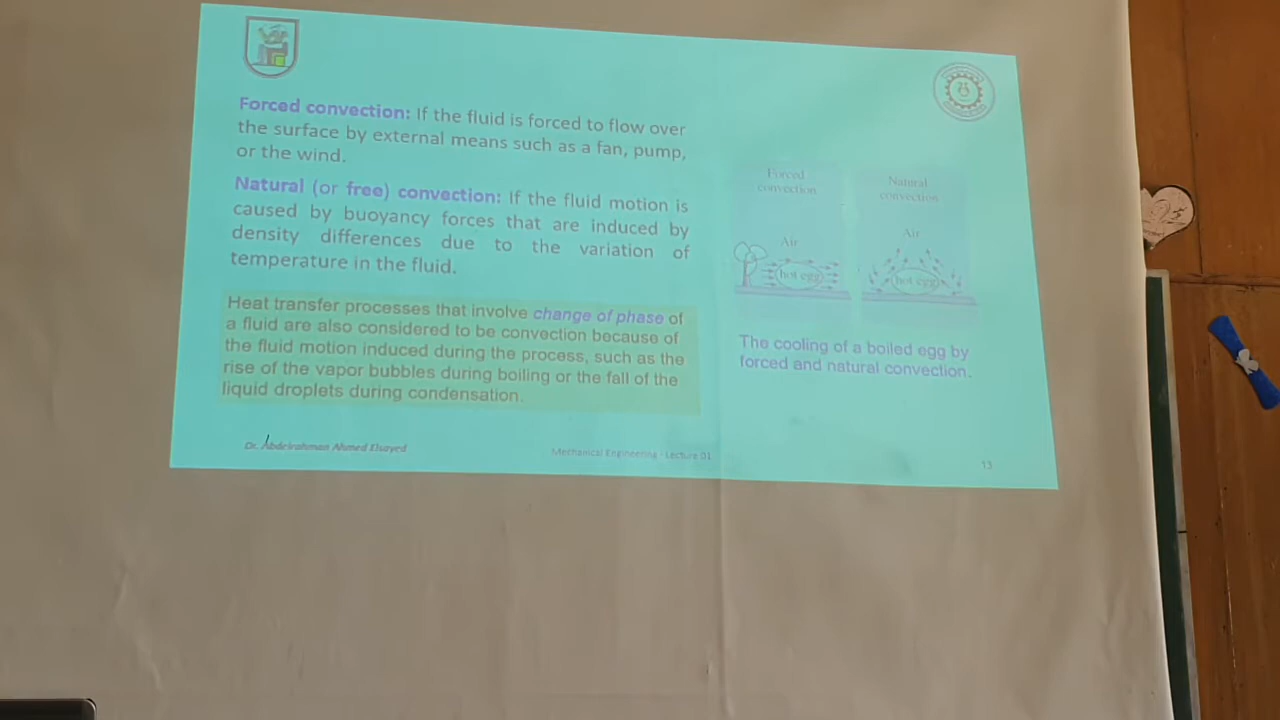 Forced convection: If the fluid is forced to flow over
the surface by external means such as a fan, pump,
or the wind.
Natural (or free) convection: If the fluid motion is
caused by buoyancy forces that are induced by
density differences due to the variation of
temperature in the fluid.
Heat transfer processes that involve change of phase of
a fluid are also considered to be convection because of
the fluid motion induced during the process, such as the
rise of the vapor bubbles during boiling or the fall of the
liquid droplets during condensation.
Forced
convection
Air
hot egg
Natural
convection
Air
hot egg
The cooling of a boiled egg by
forced and natural convection.
Dr. Abdelrahman Ahmed Elsayed
Mechanical Engineering - Lecture 01
13